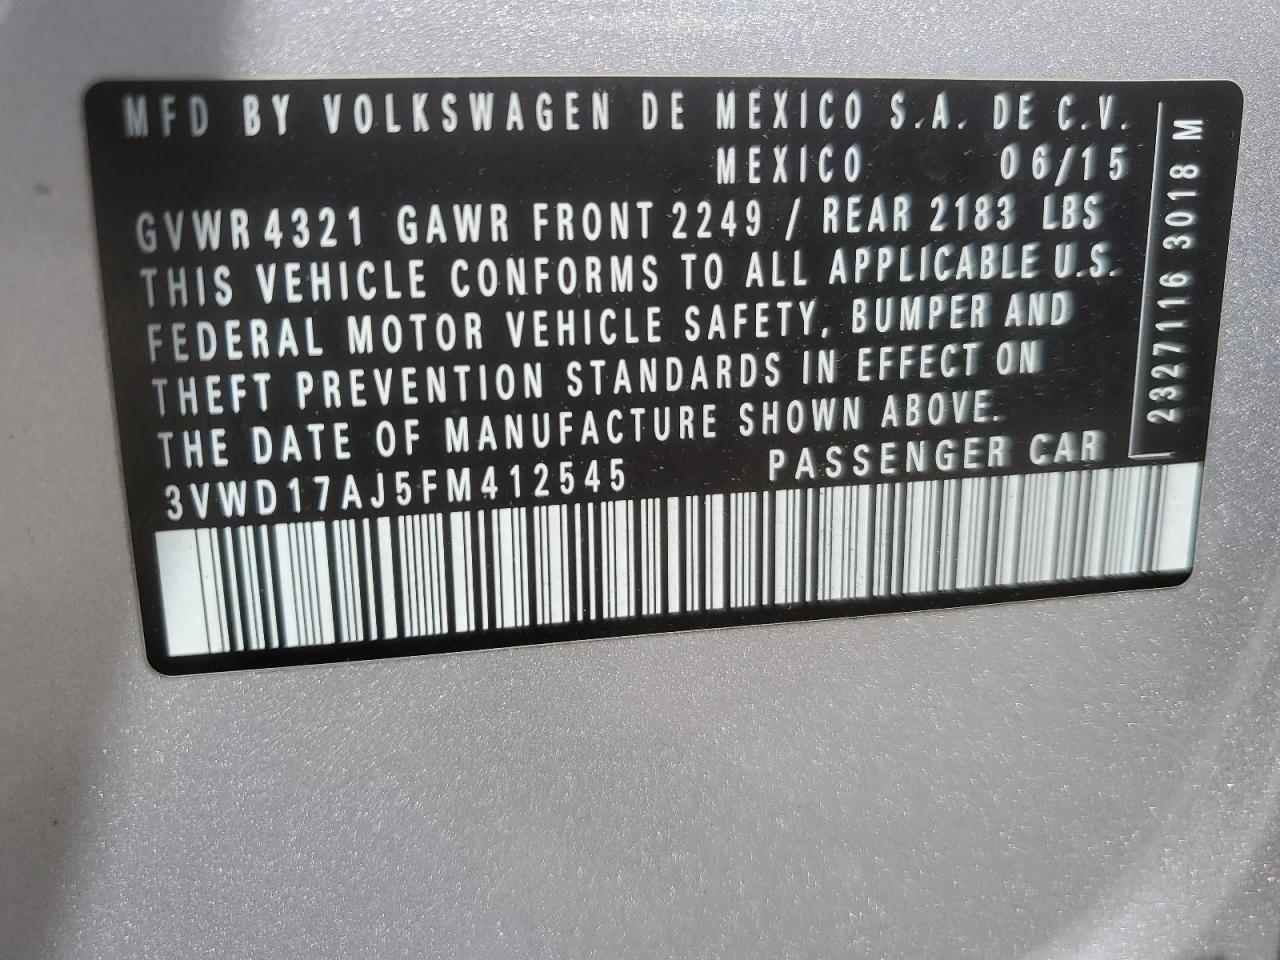 MFD BY VOLKSWAGEN DE MEXICO S.A. DE C.V.
MEXICO 06/15
GVWR 4321 GAWR FRONT 2249 / REAR 2183 LBS
THIS VEHICLE CONFORMS TO ALL APPLICABLE U.S.
FEDERAL MOTOR VEHICLE SAFETY, BUMPER AND
THEFT PREVENTION STANDARDS IN EFFECT ON
THE DATE OF MANUFACTURE SHOWN ABOVE.
3VWD17AJ5FM412545 PASSENGER CAR
2327116 3018 M